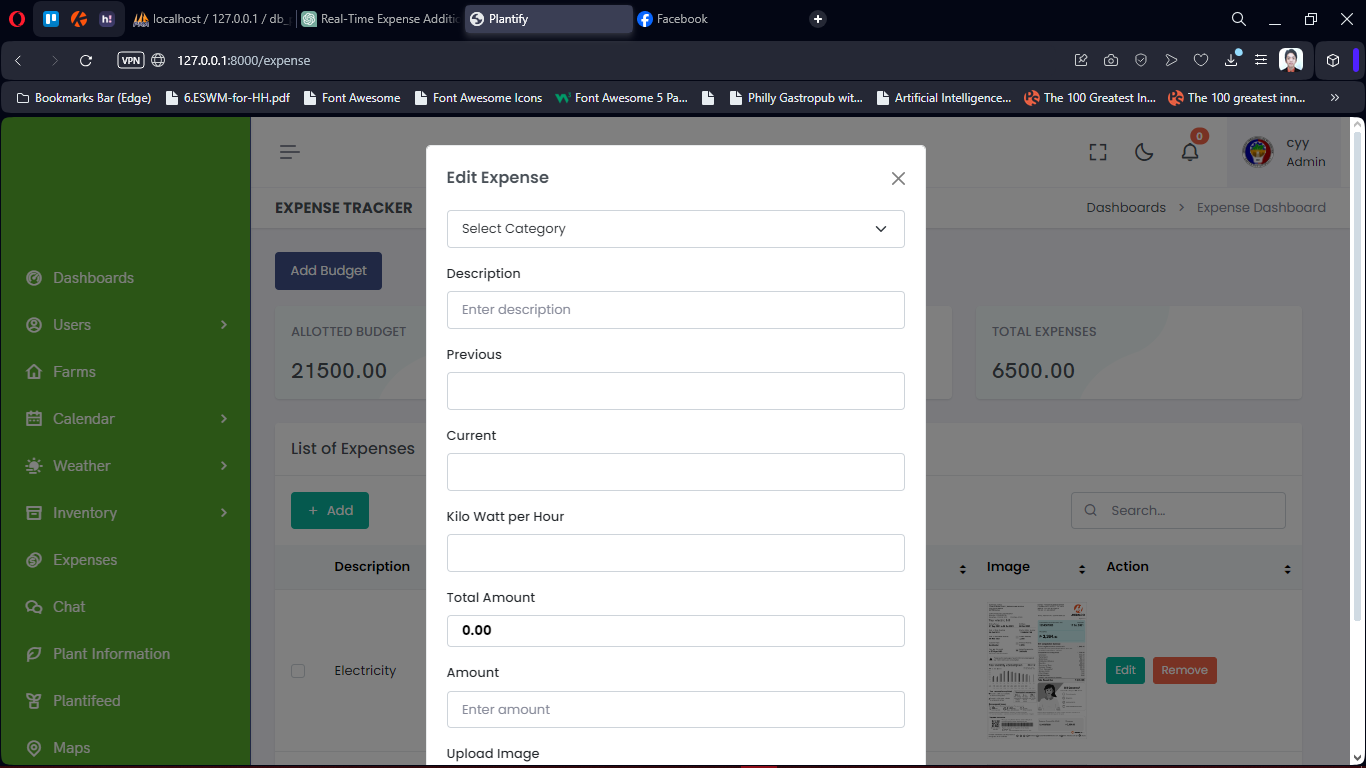 localhost / 127.0.0.1 / db_
Real-Time Expense Additio
Plantify
Facebook
VPN
127.0.0.1:8000/expense
Bookmarks Bar (Edge)
6.ESWM-for-HH.pdf
Font Awesome
Font Awesome Icons
Font Awesome 5 Pa...
Philly Gastropub wit...
Artificial Intelligence...
The 100 Greatest In...
The 100 greatest inn...
0
cyy
Admin
EXPENSE TRACKER
Dashboards > Expense Dashboard
Add Budget
ALLOTTED BUDGET
21500.00
TOTAL EXPENSES
6500.00
List of Expenses
+ Add
Search...
Description
Image
Action
Electricity
Edit
Remove
Dashboards
Users
Farms
Calendar
Weather
Inventory
Expenses
Chat
Plant Information
Plantifeed
Maps
Edit Expense
Select Category
Description
Enter description
Previous
Current
Kilo Watt per Hour
Total Amount
0.00
Amount
Enter amount
Upload Image